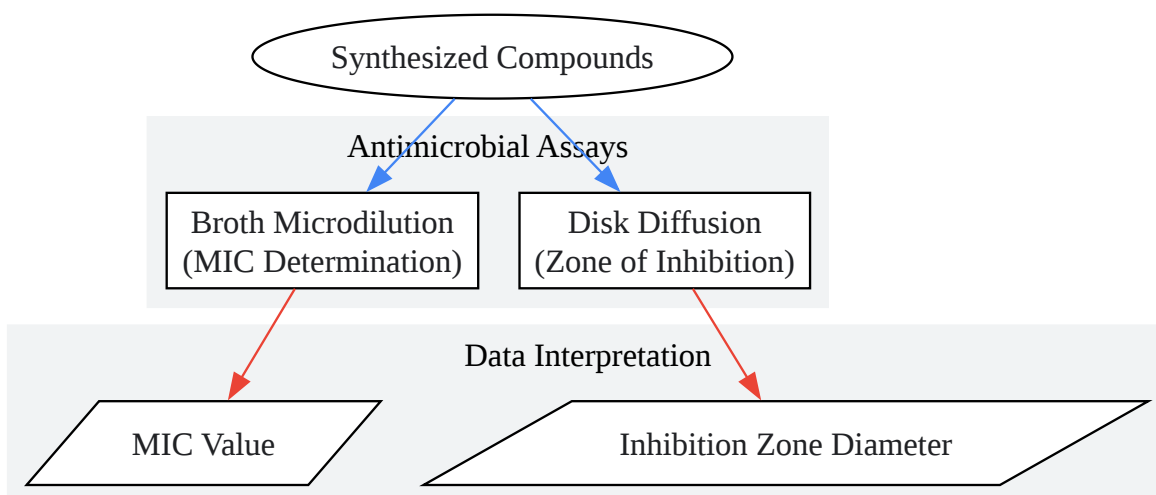 Synthesized Compounds
Antimicrobial Assays
Broth Microdilution
(MIC Determination)
Disk Diffusion
(Zone of Inhibition)
Data Interpretation
MIC Value
Inhibition Zone Diameter